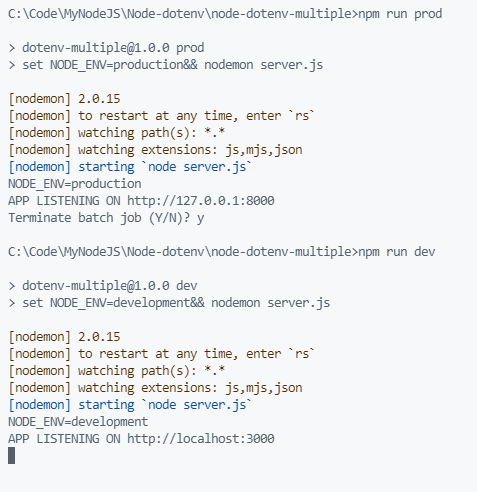 C:\Code\MyNodeJS\Node-dotenv\node-dotenv-multiple>npm run prod
> dotenv-multiple@1.0.0 prod
> set NODE_ENV=production&& nodemon server.js
[nodemon] 2.0.15
[nodemon] to restart at any time, enter `rs`
[nodemon] watching path(s): *.*
[nodemon] watching extensions: js,mjs,json
[nodemon] starting `node server.js`
NODE_ENV=production
APP LISTENING ON http://127.0.0.1:8000
Terminate batch job (Y/N)? y
C:\Code\MyNodeJS\Node-dotenv\node-dotenv-multiple>npm run dev
> dotenv-multiple@1.0.0 dev
> set NODE_ENV=development&& nodemon server.js
[nodemon] 2.0.15
[nodemon] to restart at any time, enter `rs`
[nodemon] watching path(s): *.*
[nodemon] watching extensions: js,mjs,json
[nodemon] starting `node server.js`
NODE_ENV=development
APP LISTENING ON http://localhost:3000